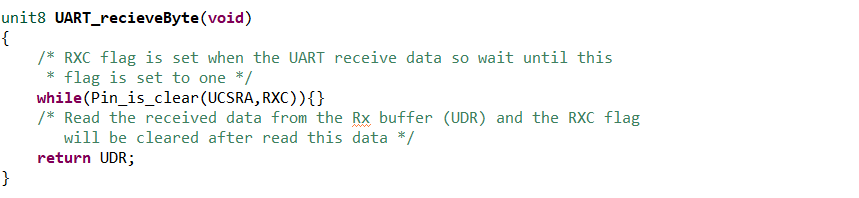 unit8 UART_recieveByte(void)
{
/* RXC flag is set when the UART receive data so wait until this
* flag is set to one */
while(Pin_is_clear(UCSRA,RXC)){}
/* Read the received data from the Rx buffer (UDR) and the RXC flag
will be cleared after read this data */
return UDR;
}